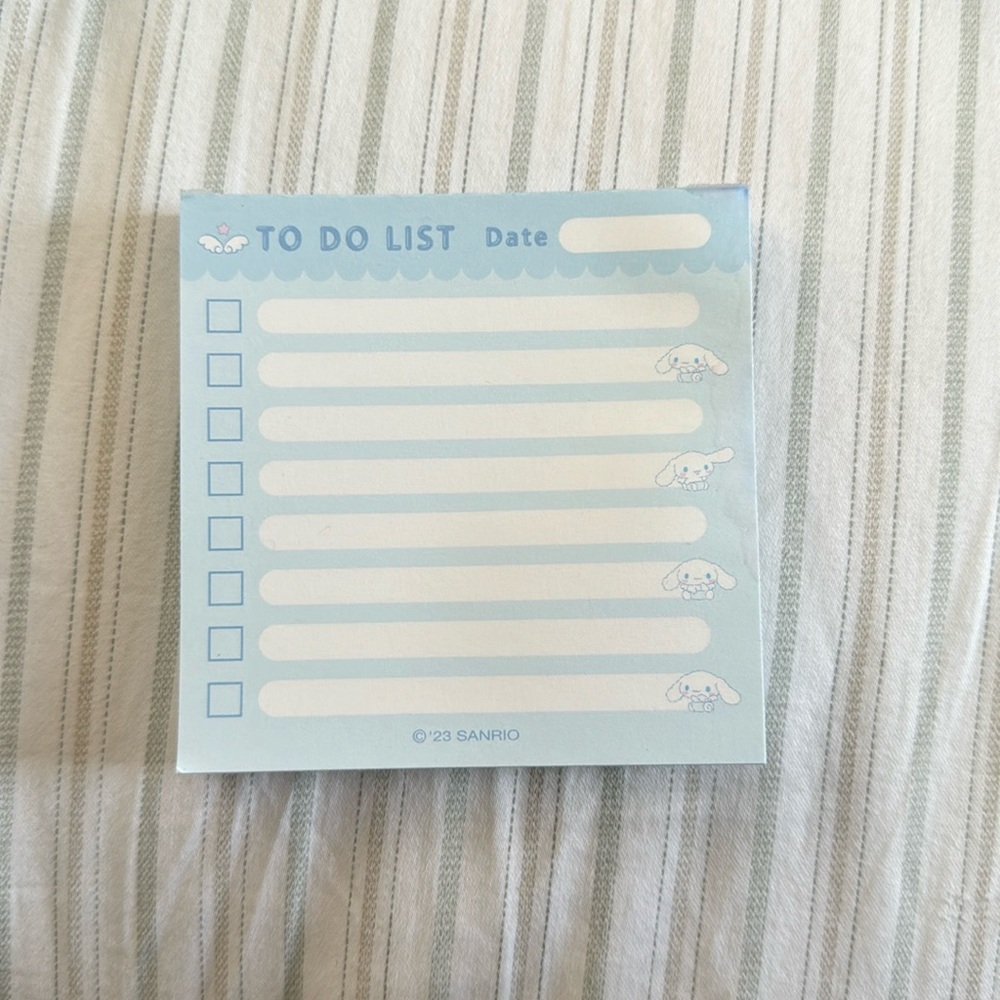 TO DO LIST Date
©'23 SANRIO